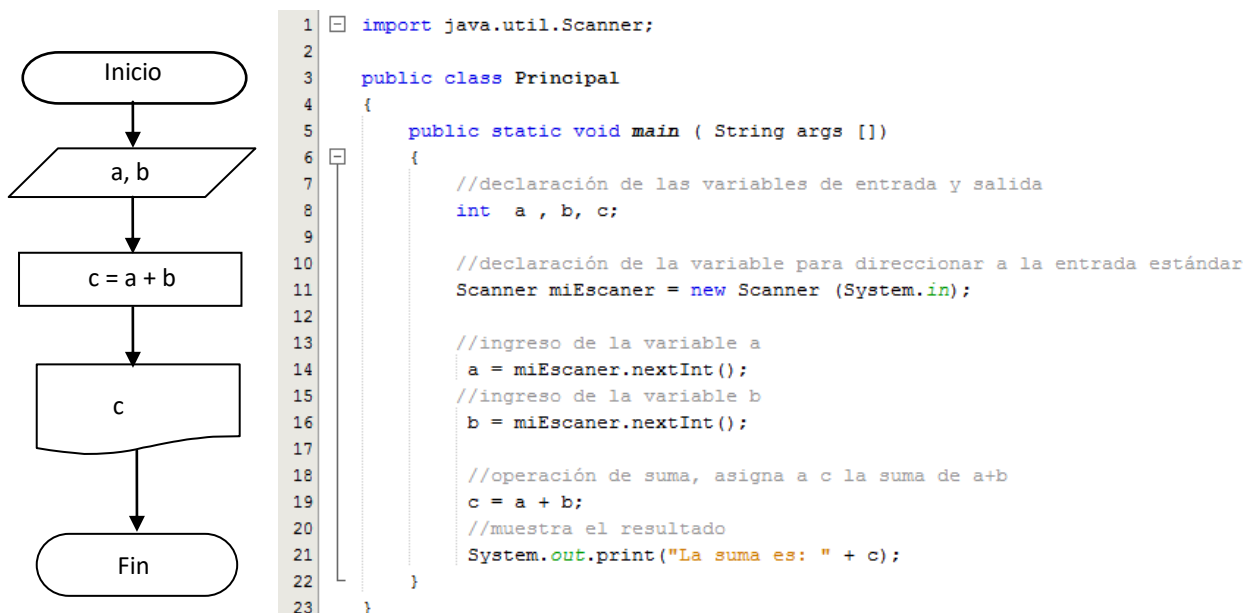 Inicio
a, b
c = a + b
c
Fin
1 import java.util.Scanner;
2
3 public class Principal
4 {
5 public static void main ( String args [])
6 {
7 //declaración de las variables de entrada y salida
8 int  a , b, c;
9
10 //declaración de la variable para direccionar a la entrada estándar
11 Scanner miEscaner = new Scanner (System.in);
12
13 //ingreso de la variable a
14 a = miEscaner.nextInt();
15 //ingreso de la variable b
16 b = miEscaner.nextInt();
17
18 //operación de suma, asigna a c la suma de a+b
19 c = a + b;
20 //muestra el resultado
21 System.out.print("La suma es: " + c);
22 }
23 }